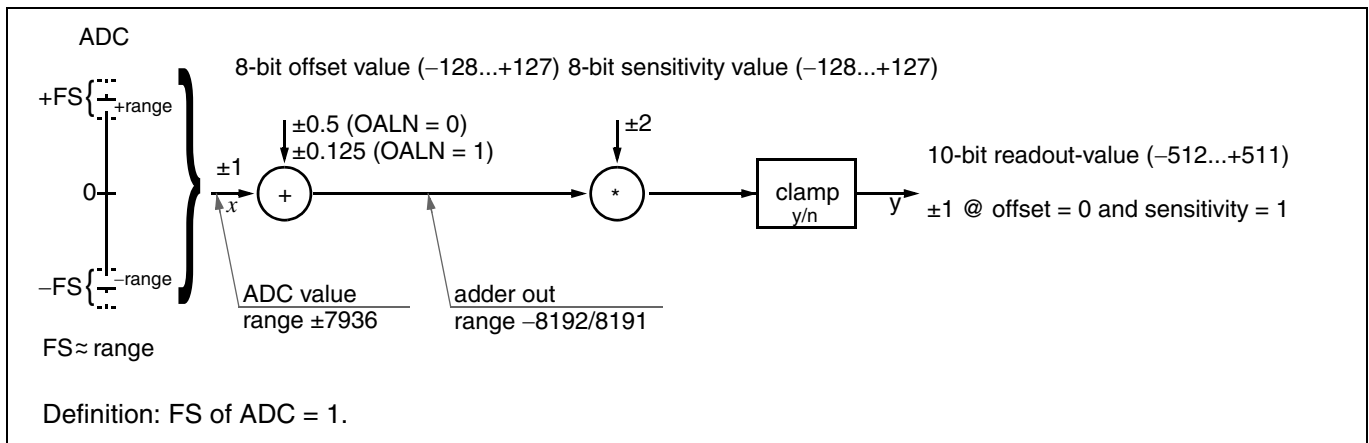 ADC
8-bit offset value (−128...+127) 8-bit sensitivity value (−128...+127)
+FS{
+range
±0.5 (OALN = 0)
±0.125 (OALN = 1)
±2
±1
10-bit readout-value (−512...+511)
0
x
+
*
clamp
y/n
y
±1 @ offset = 0 and sensitivity = 1
−FS{
−range
ADC value
range ±7936
adder out
range −8192/8191
FS≈ range
Definition: FS of ADC = 1.